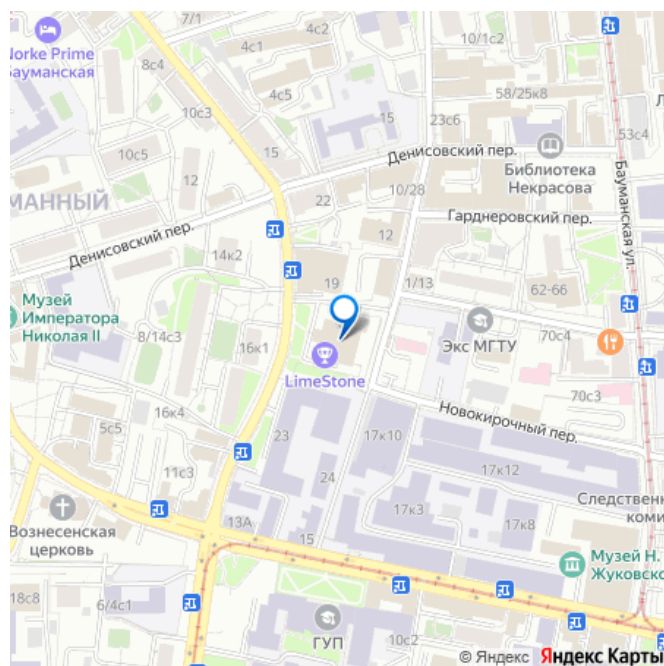 7/1
4с1
10/1с2
Norke Prime
Бауманская
4с2
8с4
58/25к8
4с5
10с3
23с6
15
53с4
15
Денисовский пер.
Библиотека
Некрасова
10с5
12
10/28
МАННЫЙ
22
Гарднеровский пер.
Бауманская ул.
Денисовский пер.
12
14к2
19
1/13
62-66
Музей
Императора
Николая II
8/14с3
16к1
Экс МГТУ
70с4
LimeStone
70с3
16к4
Новокирочный пер.
5с5
23
17к10
11с3
24
17к12
Следственн
коми
13А
17к3
17к8
Вознесенская
церковь
15
Музей Н.
Жуковско
18с8
6/4с1
ГУП
10с2
© Яндекс Яндекс Карты